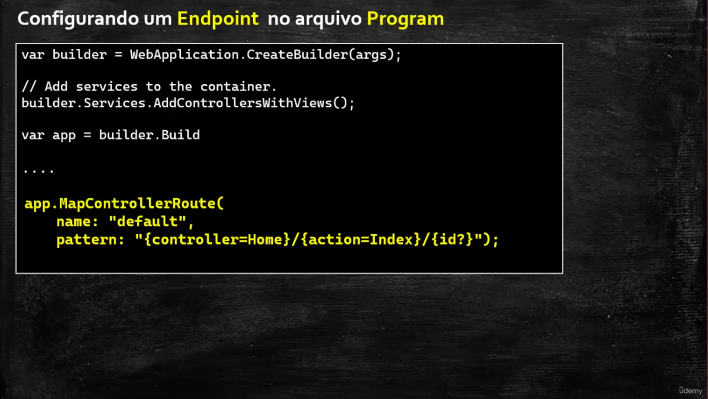 Configurando um Endpoint no arquivo Program
var builder = WebApplication.CreateBuilder(args);
// Add services to the container.
builder.Services.AddControllersWithViews();
var app = builder.Build
....
app.MapControllerRoute(
name: "default",
pattern: "{controller=Home}/{action=Index}/{id?}");
ûdemy